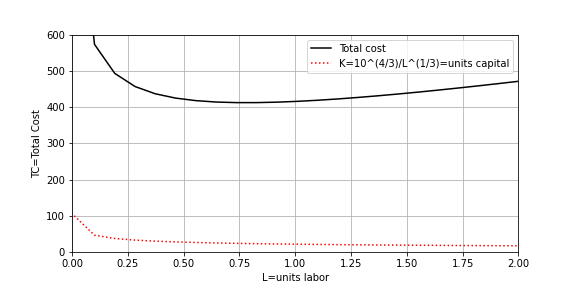 600
500
400
300
200
100
0
TC=Total Cost
Total cost
K=10^(4/3)/L^(1/3)=units capital
0.00 0.25 0.50 0.75 1.00 1.25 1.50 1.75 2.00
L=units labor